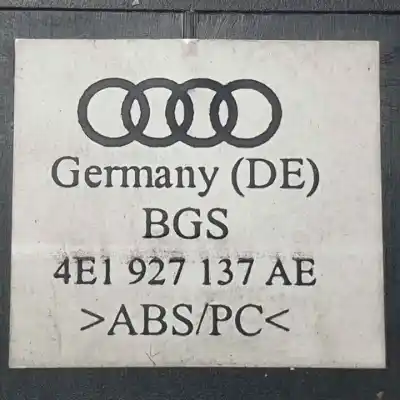 Germany (DE)
BGS
4E1 927 137 AE
>ABS/PC<